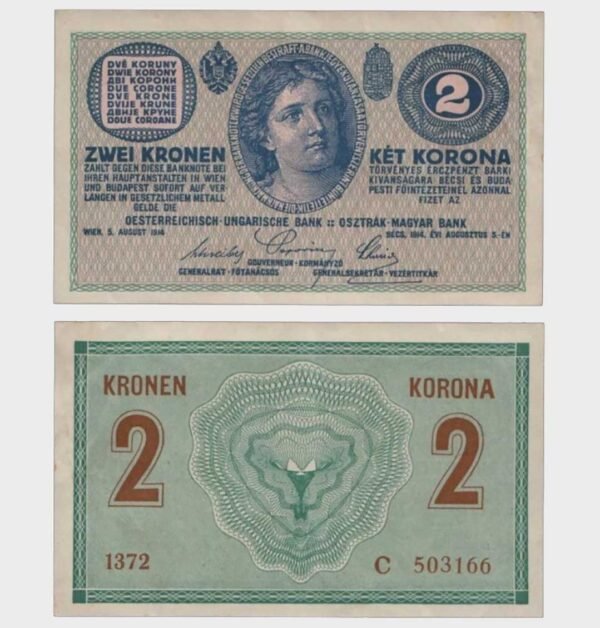 DVĚ KORUNY
DWIE KORONY
ДВІ КОРОНИ
DUE CORONE
DVE KRONE
DVIJE KRUNE
ДВИЈЕ КРУНЕ
DOUE COROANE
2
ZWEI KRONEN
ZAHLT GEGEN DIESE BANKNOTE BEI
IHREN HAUPTANSTALTEN IN WIEN
UND BUDAPEST SOFORT AUF VER-
LANGEN IN GESETZLICHEM METALL-
GELDE DIE
KÉT KORONA
TÖRVÉNYES ÉRCZPÉNZT BÁRKI
KIVÁNSÁGÁRA BÉCSI ÉS BUDA-
PESTI FŐINTÉZETEINÉL AZONNAL
FIZET AZ
OESTERREICHISCH-UNGARISCHE BANK :: OSZTRÁK-MAGYAR BANK
WIEN, 5. AUGUST 1914
BÉCS, 1914. ÉVI AUGUSZTUS 5.-ÉN
GOUVERNEUR-KORMÁNYZÓ
GENERALRAT-FŐTANÁCSOS
GENERALSEKRETÄR-VEZÉRTITKÁR
KRONEN
KORONA
2
2
1372
C 503166